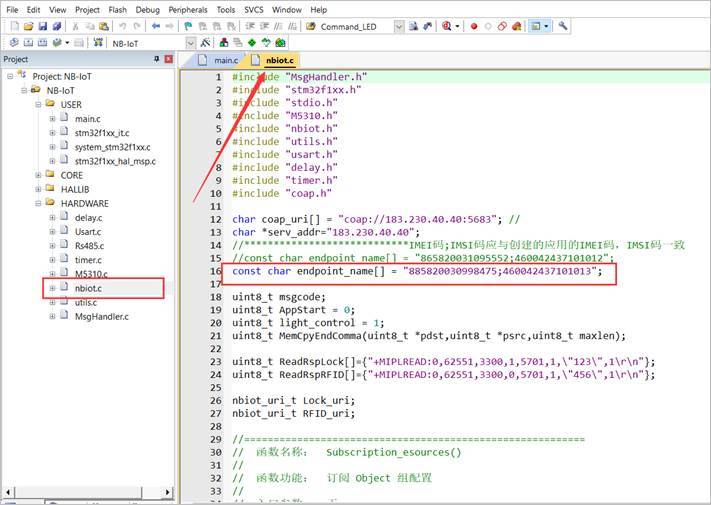 File Edit View Project Flash Debug Peripherals Tools SVCS Window Help
Command_LED
NB-IoT
Project
main.c nbiot.c
Project: NB-IoT
NB-IoT
USER
main.c
stm32f1xx_it.c
system_stm32f1xx.c
stm32f1xx_hal_msp.c
CORE
HALLIB
HARDWARE
delay.c
Usart.c
Rs485.c
timer.c
M5310.c
nbiot.c
utils.c
MsgHandler.c
1 #include "MsgHandler.h"
2 #include "stm32f1xx.h"
3 #include "stdio.h"
4 #include "M5310.h"
5 #include "nbiot.h"
6 #include "utils.h"
7 #include "usart.h"
8 #include "delay.h"
9 #include "timer.h"
10 #include "coap.h"
11
12 char coap_uri[] = "coap://183.230.40.40:5683"; //
13 char *serv_addr="183.230.40.40";
14 //****************************IMEI码;IMSI码应与创建的应用的IMEI码, IMSI码一致
15 //const char endpoint_name[] = "865820031095552;460042437101012";
16 const char endpoint_name[] = "885820030998475;460042437101013";
17
18 uint8_t msgcode;
19 uint8_t AppStart = 0;
20 uint8_t light_control = 1;
21 uint8_t MemCpyEndComma(uint8_t *pdst,uint8_t *psrc,uint8_t maxlen);
22
23 uint8_t ReadRspLock[]={"+MIPLREAD:0,62551,3300,1,5701,1,\"123\",1\r\n"};
24 uint8_t ReadRspRFID[]={"+MIPLREAD:0,62551,3300,0,5701,1,\"456\",1\r\n"};
25
26 nbiot_uri_t Lock_uri;
27 nbiot_uri_t RFID_uri;
28
29 //==========================================================
30 // 函数名称: Subscription_esources()
31 //
32 // 函数功能: 订阅 Object 组配置
33 //